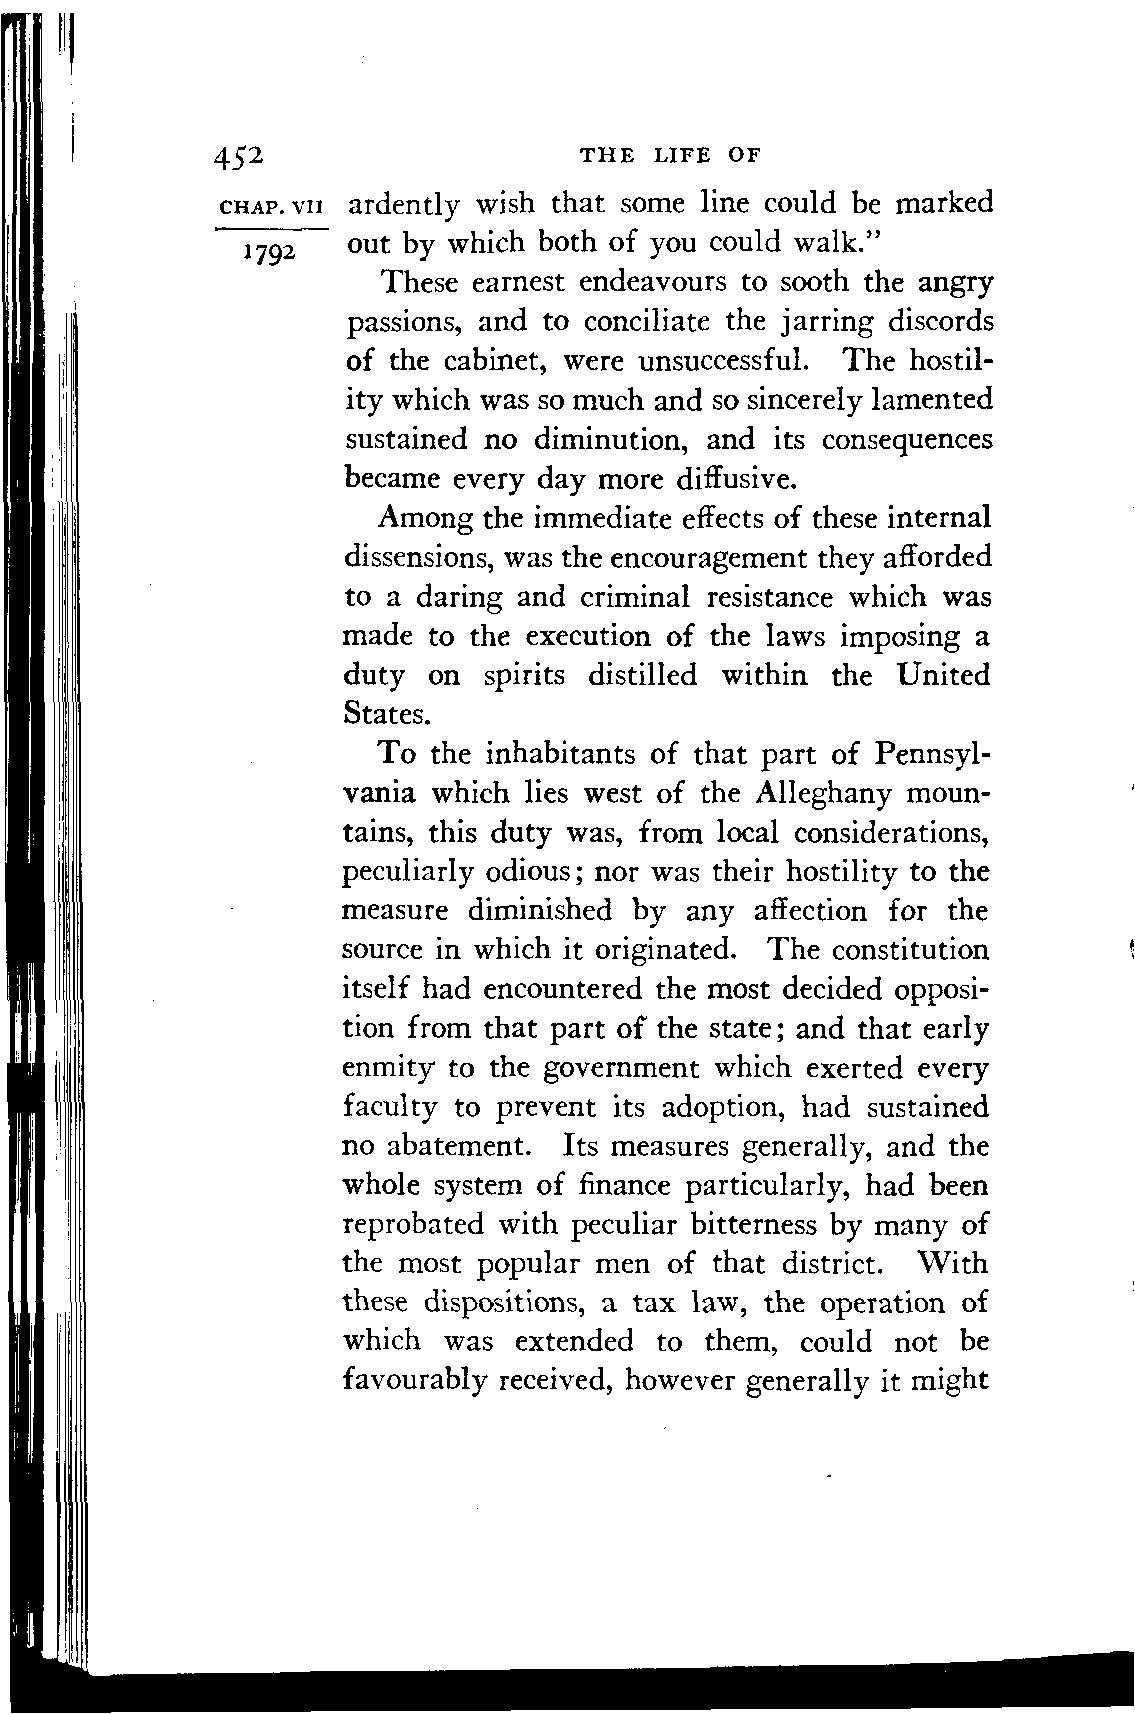 452 THE LIFE OF
CHAP. VII ardently wish that some line could be marked
1792 out by which both of you could walk.”
These earnest endeavours to sooth the angry
passions, and to conciliate the jarring discords
of the cabinet, were unsuccessful. The hostil-
ity which was so much and so sincerely lamented
sustained no diminution, and its consequences
became every day more diffusive.
Among the immediate effects of these internal
dissensions, was the encouragement they afforded
to a daring and criminal resistance which was
made to the execution of the laws imposing a
duty on spirits distilled within the United
States.
To the inhabitants of that part of Pennsyl-
vania which lies west of the Alleghany moun-
tains, this duty was, from local considerations,
peculiarly odious; nor was their hostility to the
measure diminished by any affection for the
source in which it originated. The constitution
itself had encountered the most decided opposi-
tion from that part of the state; and that early
enmity to the government which exerted every
faculty to prevent its adoption, had sustained
no abatement. Its measures generally, and the
whole system of finance particularly, had been
reprobated with peculiar bitterness by many of
the most popular men of that district. With
these dispositions, a tax law, the operation of
which was extended to them, could not be
favourably received, however generally it might